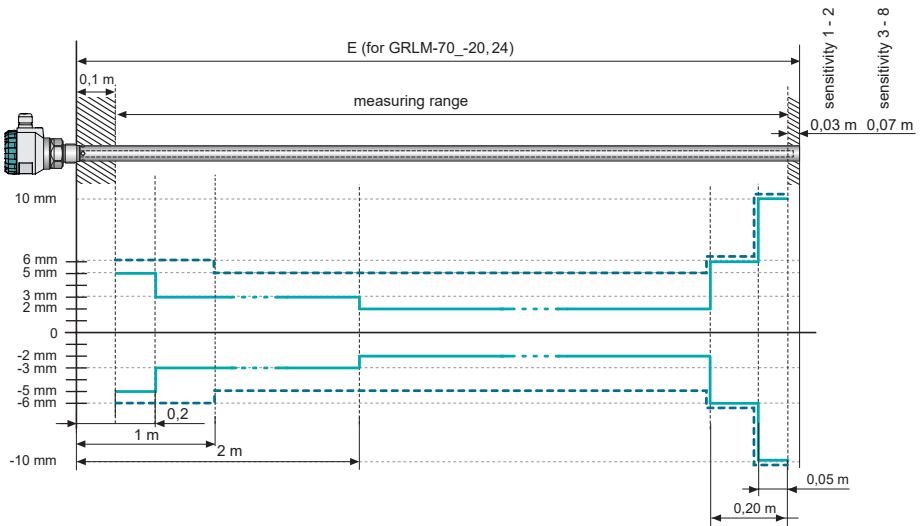 E (for GRLM-70_-20, 24)
sensitivity 1 - 2
sensitivity 3 - 8
0,1 m
measuring range
0,03 m
0,07 m
10 mm
6 mm
5 mm
3 mm
2 mm
0
-2 mm
-3 mm
-5 mm
-6 mm
0,2
1 m
2 m
-10 mm
0,05 m
0,20 m